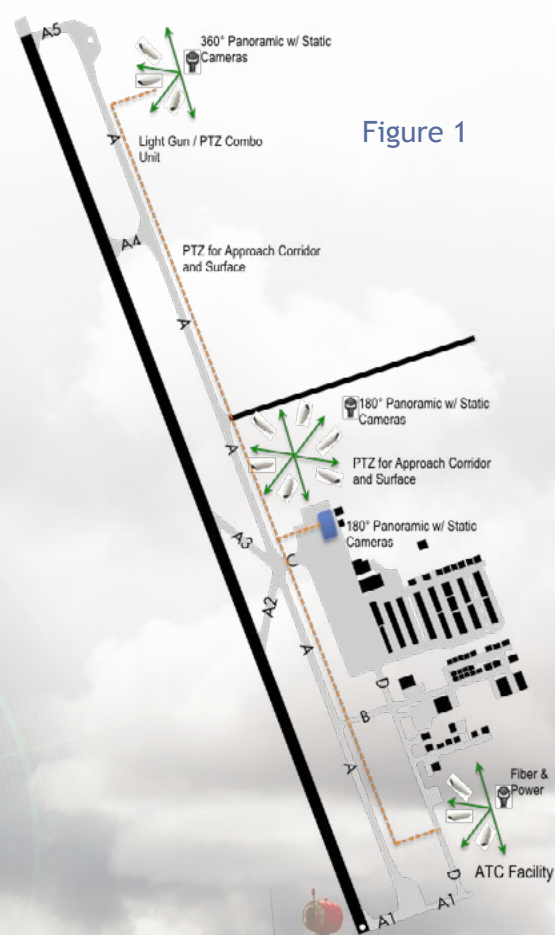 A5
360° Panoramic w/ Static
Cameras
Figure 1
Light Gun / PTZ Combo
Unit
A
A4
PTZ for Approach Corridor
and Surface
A
180° Panoramic w/ Static
Cameras
A
PTZ for Approach Corridor
and Surface
180° Panoramic w/ Static
Cameras
A3
C
A2
A
D
B
A
Fiber &
Power
ATC Facility
D
A1
A1